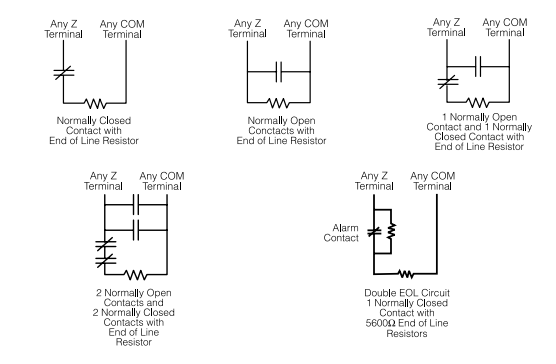 Any Z Terminal
Any COM Terminal
Normally Closed
Contact with
End of Line Resistor
Any Z Terminal
Any COM Terminal
Normally Open
Conctacts with
End of Line Resistor
Any Z Terminal
Any COM Terminal
1 Normally Open
Contact and 1 Normally
Closed Contact with
End of Line Resistor
Any Z Terminal
Any COM Terminal
2 Normally Open
Contacts and
2 Normally Closed
Contacts with
End of Line
Resistor
Any Z Terminal
Any COM Terminal
Alarm
Contact
Double EOL Circuit
1 Normally Closed
Contact with
5600Ω End of Line
Resistors